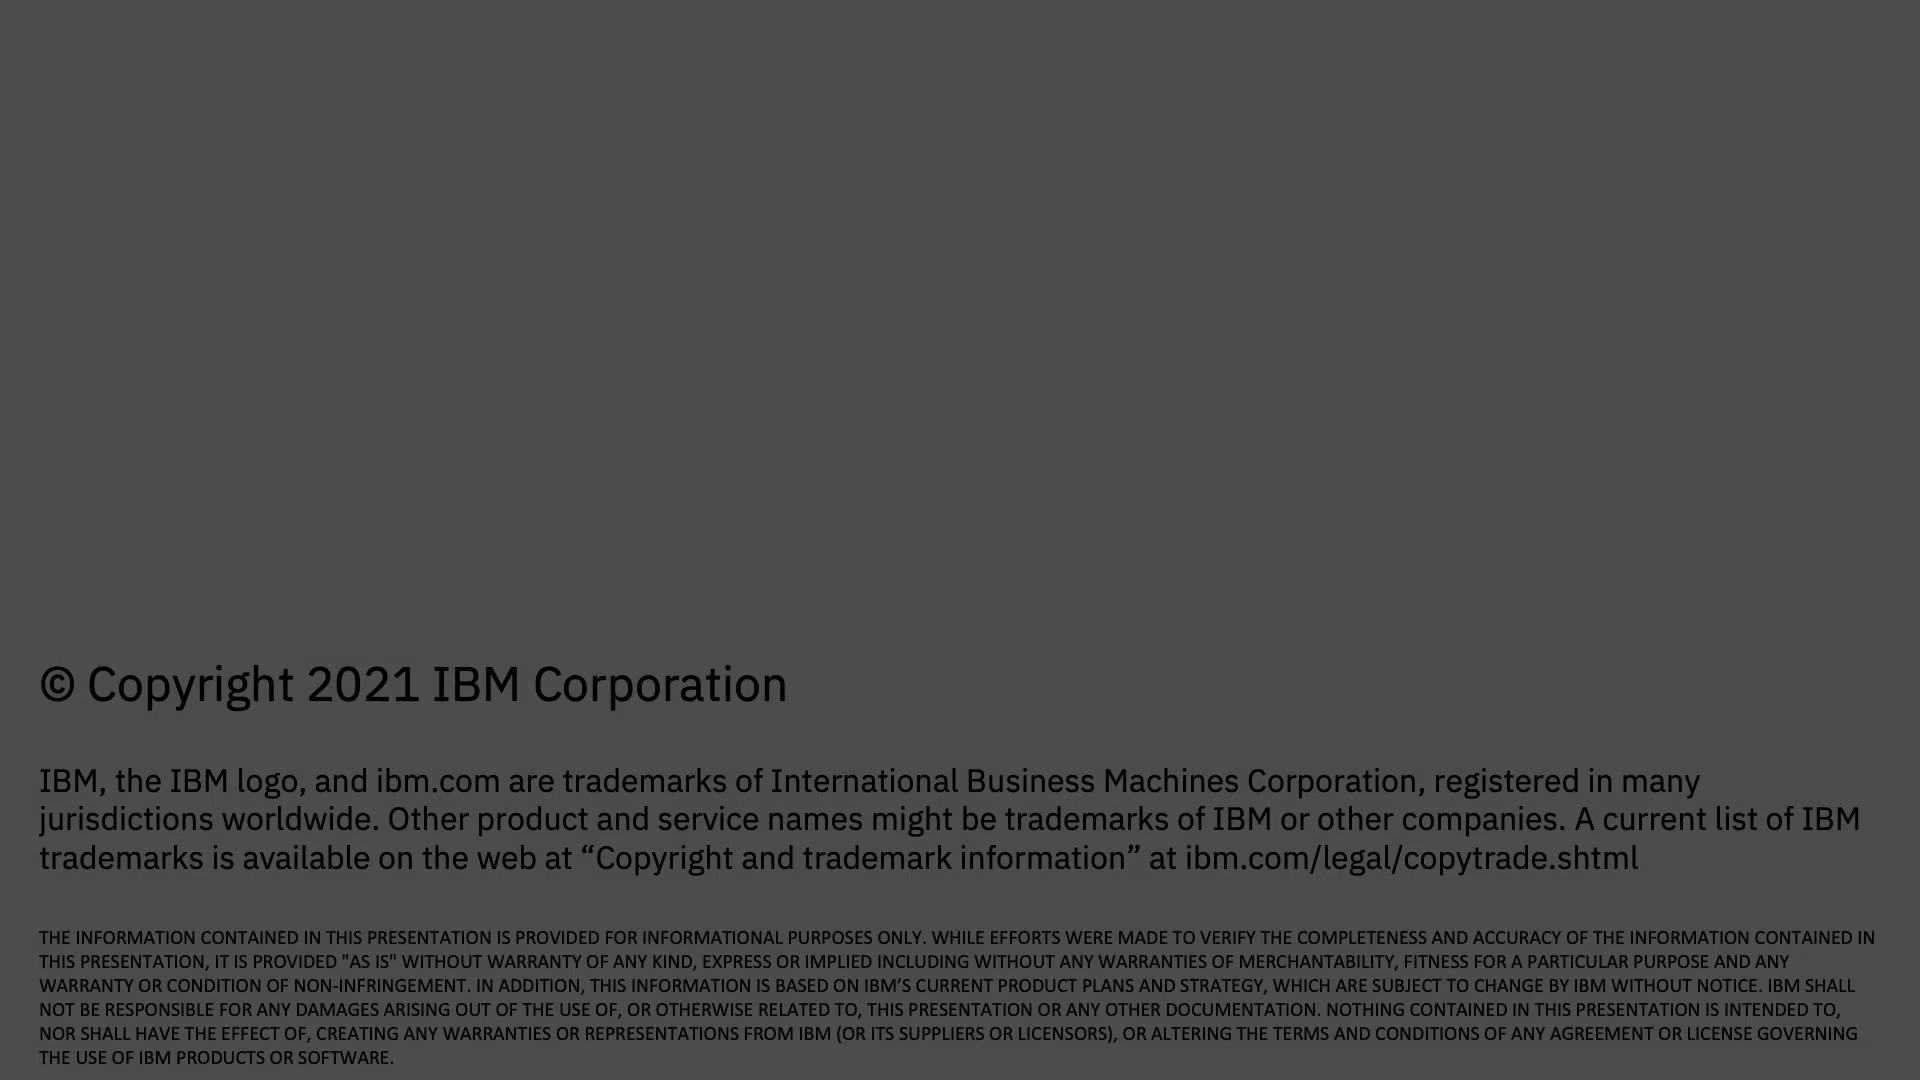 © Copyright 2021 IBM Corporation
IBM, the IBM logo, and ibm.com are trademarks of International Business Machines Corporation, registered in many
jurisdictions worldwide. Other product and service names might be trademarks of IBM or other companies. A current list of IBM
trademarks is available on the web at “Copyright and trademark information” at ibm.com/legal/copytrade.shtml
THE INFORMATION CONTAINED IN THIS PRESENTATION IS PROVIDED FOR INFORMATIONAL PURPOSES ONLY. WHILE EFFORTS WERE MADE TO VERIFY THE COMPLETENESS AND ACCURACY OF THE INFORMATION CONTAINED IN
THIS PRESENTATION, IT IS PROVIDED "AS IS" WITHOUT WARRANTY OF ANY KIND, EXPRESS OR IMPLIED INCLUDING WITHOUT ANY WARRANTIES OF MERCHANTABILITY, FITNESS FOR A PARTICULAR PURPOSE AND ANY
WARRANTY OR CONDITION OF NON-INFRINGEMENT. IN ADDITION, THIS INFORMATION IS BASED ON IBM’S CURRENT PRODUCT PLANS AND STRATEGY, WHICH ARE SUBJECT TO CHANGE BY IBM WITHOUT NOTICE. IBM SHALL
NOT BE RESPONSIBLE FOR ANY DAMAGES ARISING OUT OF THE USE OF, OR OTHERWISE RELATED TO, THIS PRESENTATION OR ANY OTHER DOCUMENTATION. NOTHING CONTAINED IN THIS PRESENTATION IS INTENDED TO,
NOR SHALL HAVE THE EFFECT OF, CREATING ANY WARRANTIES OR REPRESENTATIONS FROM IBM (OR ITS SUPPLIERS OR LICENSORS), OR ALTERING THE TERMS AND CONDITIONS OF ANY AGREEMENT OR LICENSE GOVERNING
THE USE OF IBM PRODUCTS OR SOFTWARE.